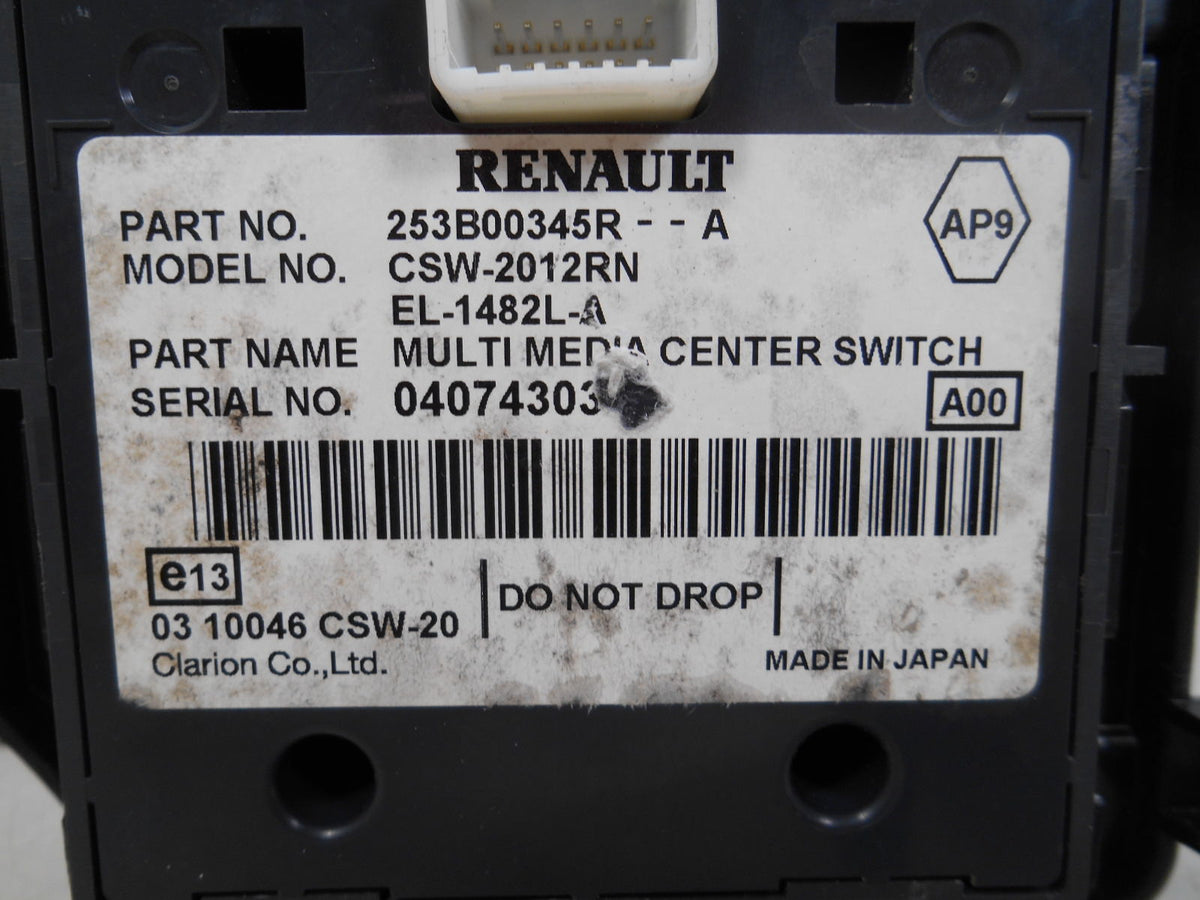 RENAULT
AP9
PART NO. 253B00345R - - A
MODEL NO. CSW-2012RN
EL-1482L-A
PART NAME MULTI MEDIA CENTER SWITCH
SERIAL NO.
A00
e13
03 10046 CSW-20
DO NOT DROP
Clarion Co.,Ltd.
MADE IN JAPAN